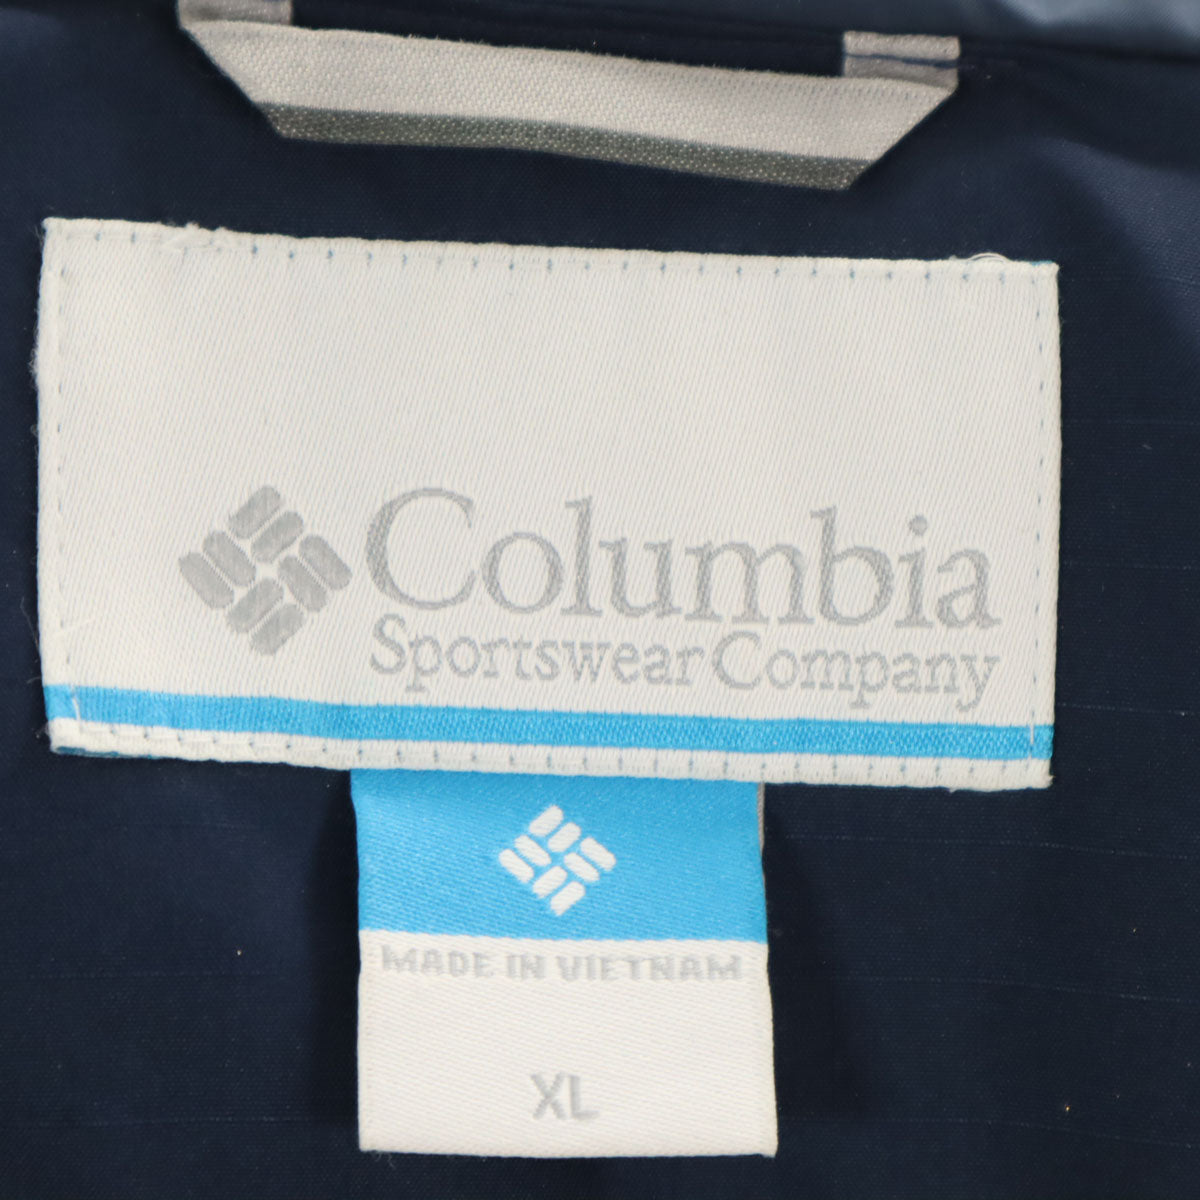 Columbia
Sportswear Company
MADE IN VIETNAM
XL